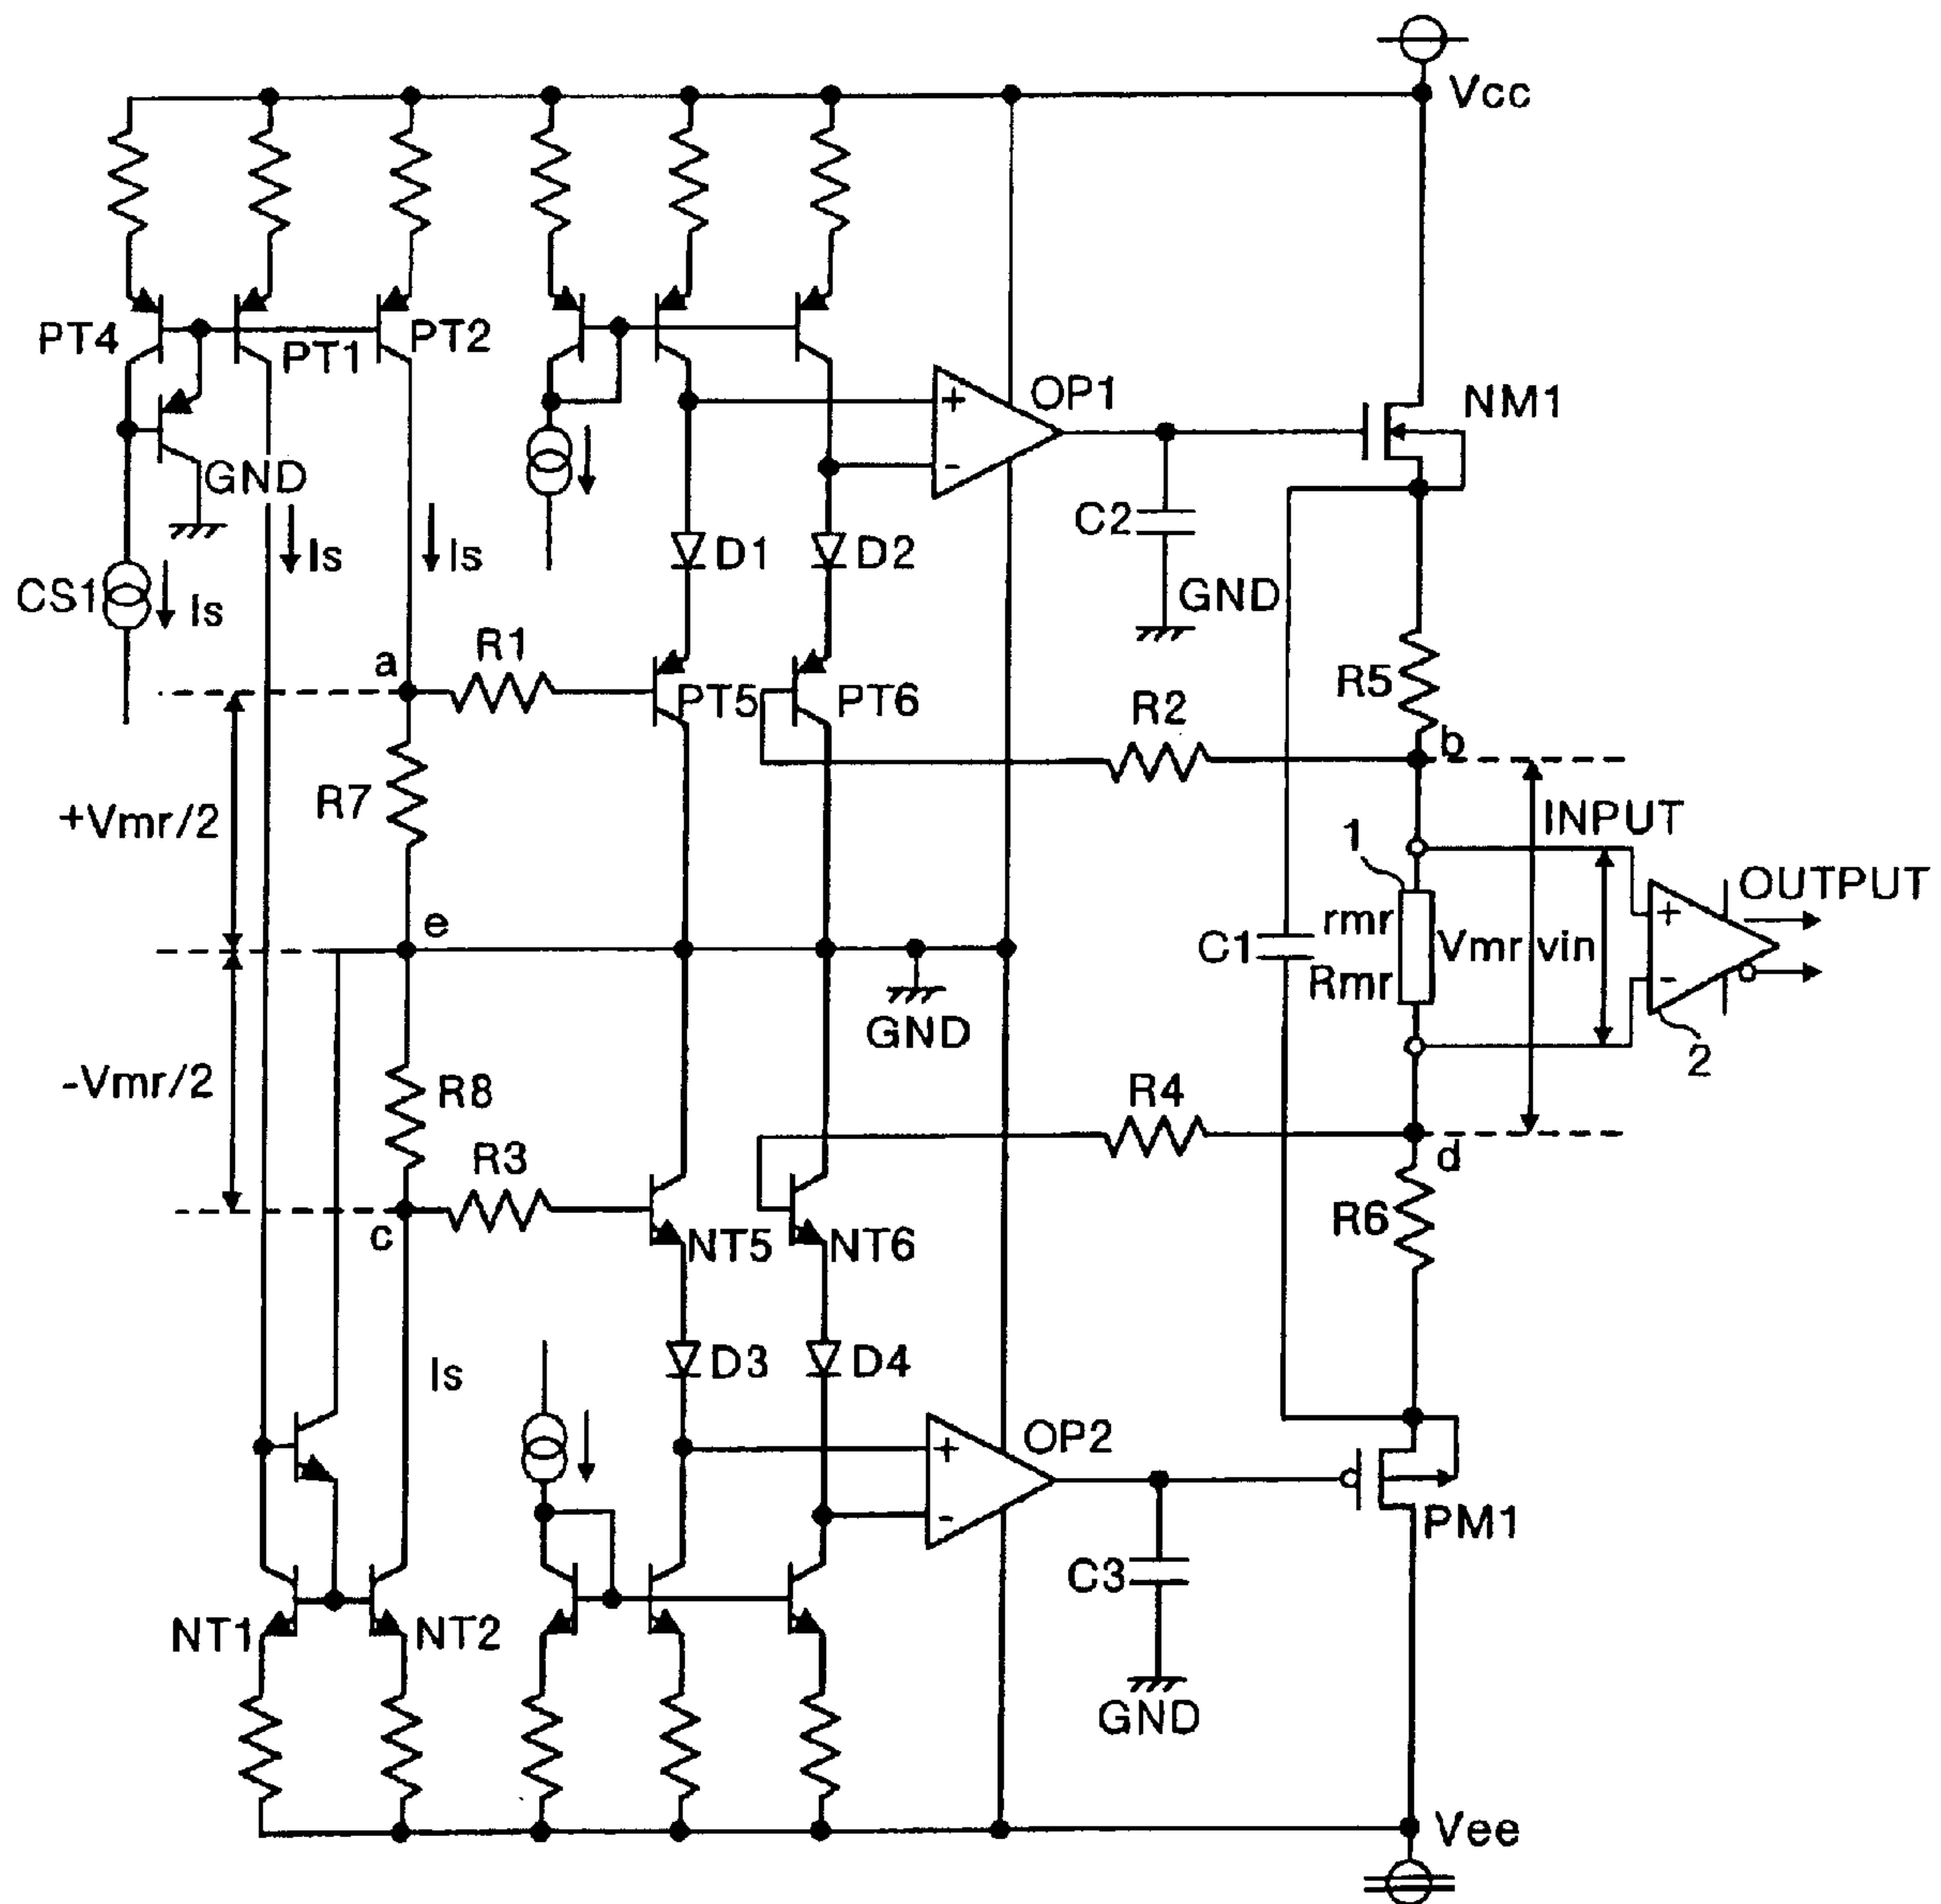 Vcc
PT4
PT1
PT2
OP1
NM1
GND
C2
D1
D2
Is
Is
CS1
Is
GND
R1
a
PT5
PT6
R5
R2
b
R7
+Vmr/2
INPUT
1
OUTPUT
e
C1
rmr
Rmr
Vmr
vin
+
-
GND
2
-Vmr/2
R8
R4
R3
d
c
R6
NT5
NT6
Is
D3
D4
OP2
PM1
C3
NT1
NT2
GND
Vee
+
-
+
-